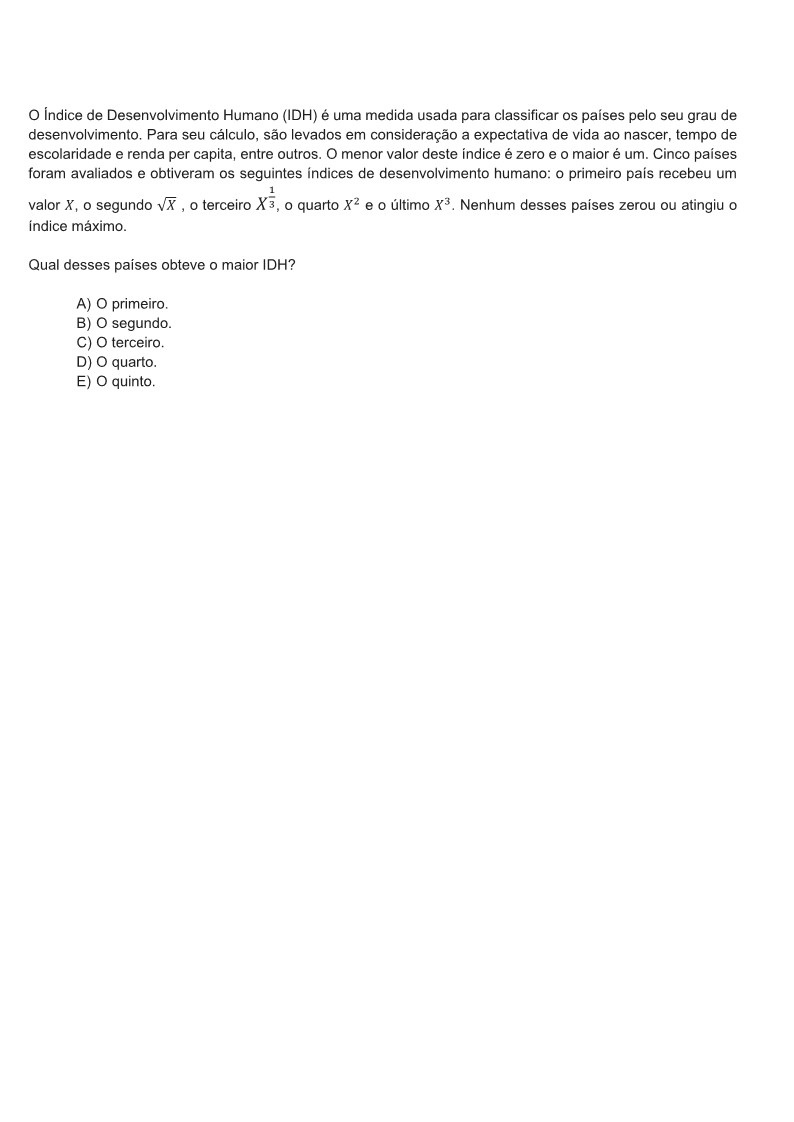 O Índice de Desenvolvimento Humano (IDH) é uma medida usada para classificar os países pelo seu grau de
desenvolvimento. Para seu cálculo, são levados em consideração a expectativa de vida ao nascer, tempo de
escolaridade e renda per capita, entre outros. O menor valor deste índice é zero e o maior é um. Cinco países
foram avaliados e obtiveram os seguintes índices de desenvolvimento humano: o primeiro país recebeu um
valor X, o segundo √X , o terceiro X^(1/3), o quarto X² e o último X³. Nenhum desses países zerou ou atingiu o
índice máximo.
Qual desses países obteve o maior IDH?
A) O primeiro.
B) O segundo.
C) O terceiro.
D) O quarto.
E) O quinto.